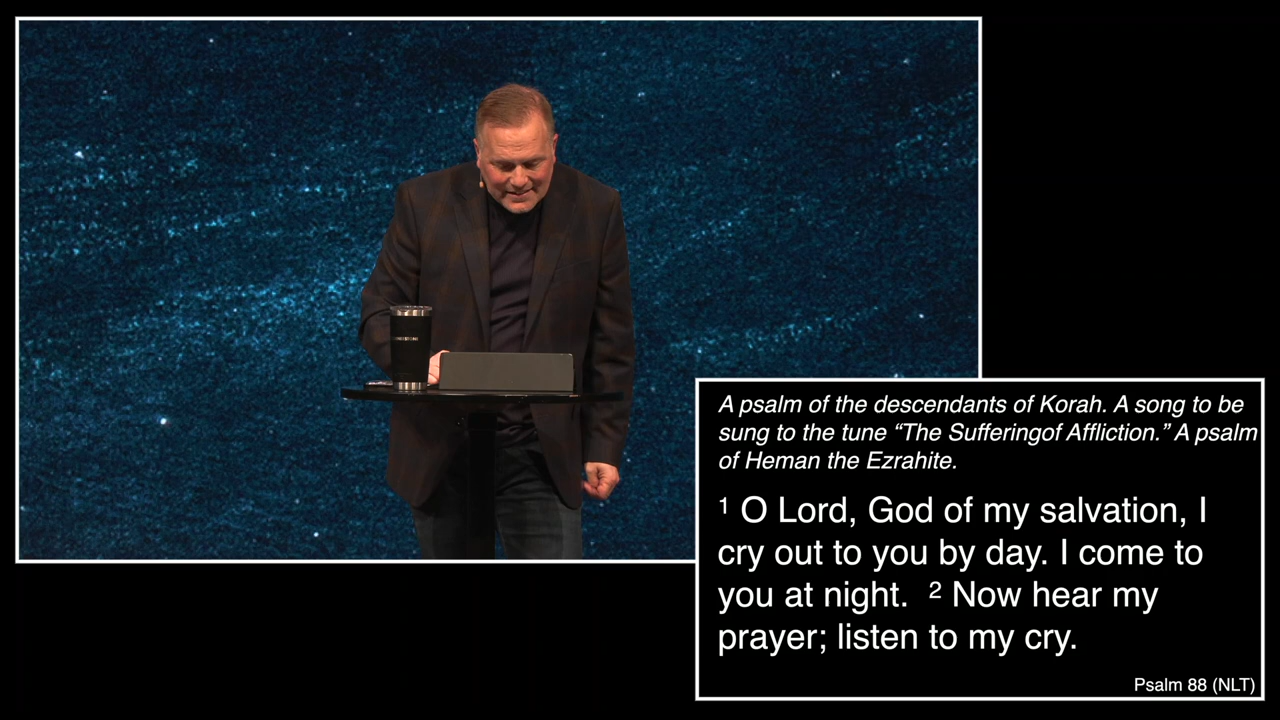 A psalm of the descendants of Korah. A song to be
sung to the tune “The Sufferingof Affliction.” A psalm
of Heman the Ezrahite.
1 O Lord, God of my salvation, I
cry out to you by day. I come to
you at night. 2 Now hear my
prayer; listen to my cry.
Psalm 88 (NLT)